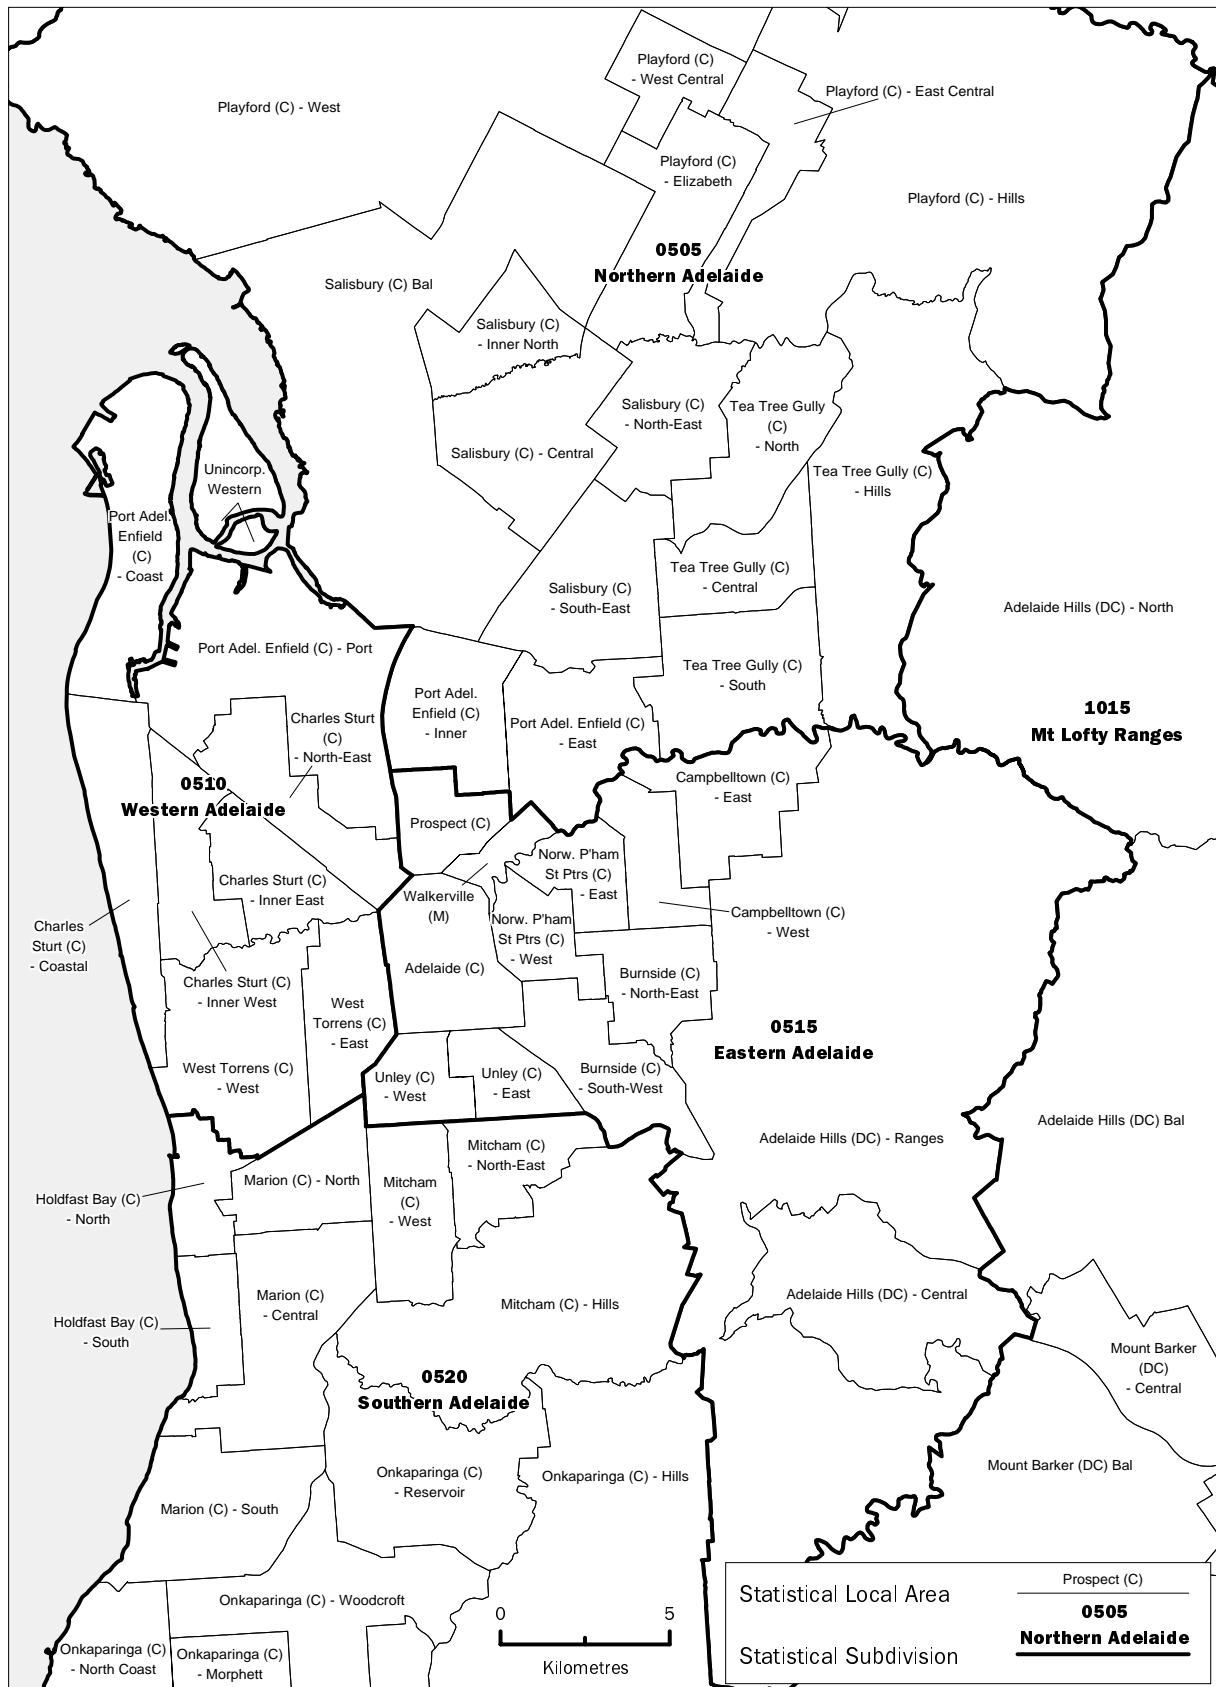 Playford (C)
- West Central
Playford (C) - West
Playford (C) - East Central
Playford (C)
- Elizabeth
Playford (C) - Hills
0505
Northern Adelaide
Salisbury (C) Bal
Salisbury (C)
- Inner North
Salisbury (C)
- North-East
Tea Tree Gully
(C)
- North
Salisbury (C) - Central
Tea Tree Gully (C)
- Hills
Unincorp.
Western
Port Adel.
Enfield
(C)
- Coast
Tea Tree Gully (C)
- Central
Salisbury (C)
- South-East
Adelaide Hills (DC) - North
Port Adel. Enfield (C) - Port
Tea Tree Gully (C)
- South
Port Adel.
Enfield (C)
- Inner
Charles Sturt
(C)
- North-East
Port Adel. Enfield (C)
- East
1015
Mt Lofty Ranges
0510
Western Adelaide
Campbelltown (C)
- East
Prospect (C)
Norw. P'ham
St Ptrs (C)
- East
Charles Sturt (C)
- Inner East
Walkerville
(M)
Norw. P'ham
St Ptrs (C)
- West
Campbelltown (C)
- West
Charles
Sturt (C)
- Coastal
Adelaide (C)
Burnside (C)
- North-East
Charles Sturt (C)
- Inner West
West
Torrens (C)
- East
0515
Eastern Adelaide
West Torrens (C)
- West
Unley (C)
- West
Unley (C)
- East
Burnside (C)
- South-West
Adelaide Hills (DC) Bal
Adelaide Hills (DC) - Ranges
Mitcham (C)
- North-East
Marion (C) - North
Mitcham
(C)
- West
Holdfast Bay (C)
- North
Adelaide Hills (DC) - Central
Marion (C)
- Central
Mitcham (C) - Hills
Holdfast Bay (C)
- South
Mount Barker
(DC)
- Central
0520
Southern Adelaide
Mount Barker (DC) Bal
Onkaparinga (C)
- Reservoir
Onkaparinga (C) - Hills
Marion (C) - South
Onkaparinga (C) - Woodcroft
Onkaparinga (C)
- North Coast
Onkaparinga (C)
- Morphett
0 5
Kilometres
Statistical Local Area
Prospect (C)
0505
Northern Adelaide
Statistical Subdivision